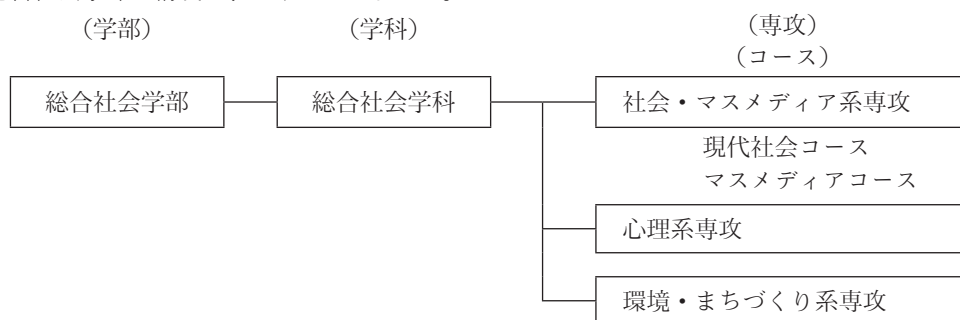 （学部）
（学科）
（専攻）
（コース）
総合社会学部
総合社会学科
社会・マスメディア系専攻
現代社会コース
マスメディアコース
心理系専攻
環境・まちづくり系専攻